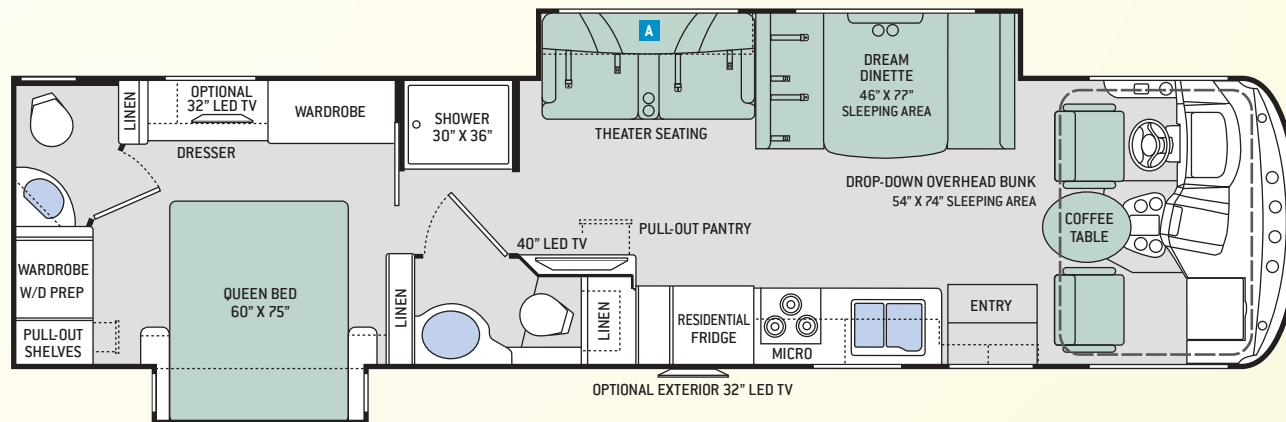 A
DREAM
DINETTE
46" X 77"
SLEEPING AREA
THEATER SEATING
LINEN
OPTIONAL
32" LED TV
WARDROBE
DRESSER
SHOWER
30" X 36"
DROP-DOWN OVERHEAD BUNK
54" X 74" SLEEPING AREA
COFFEE
TABLE
PULL-OUT PANTRY
40" LED TV
WARDROBE
W/D PREP
PULL-OUT
SHELVES
QUEEN BED
60" X 75"
LINEN
LINEN
RESIDENTIAL
FRIDGE
MICRO
ENTRY
OPTIONAL EXTERIOR 32" LED TV